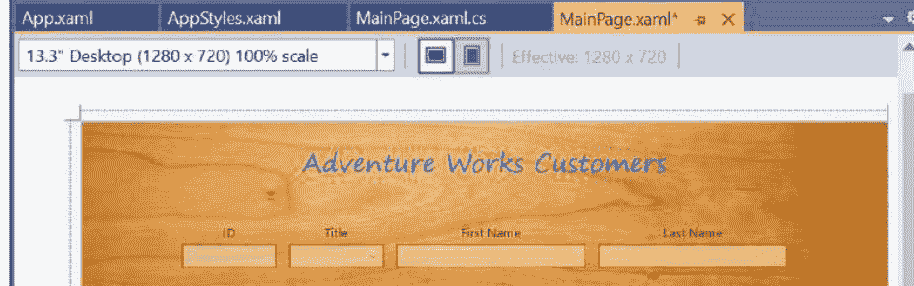 App.xaml AppStyles.xaml MainPage.xaml.cs MainPage.xaml*
13.3" Desktop (1280 x 720) 100% scale Effective: 1280 x 720
Adventure Works Customers
ID Title First Name Last Name